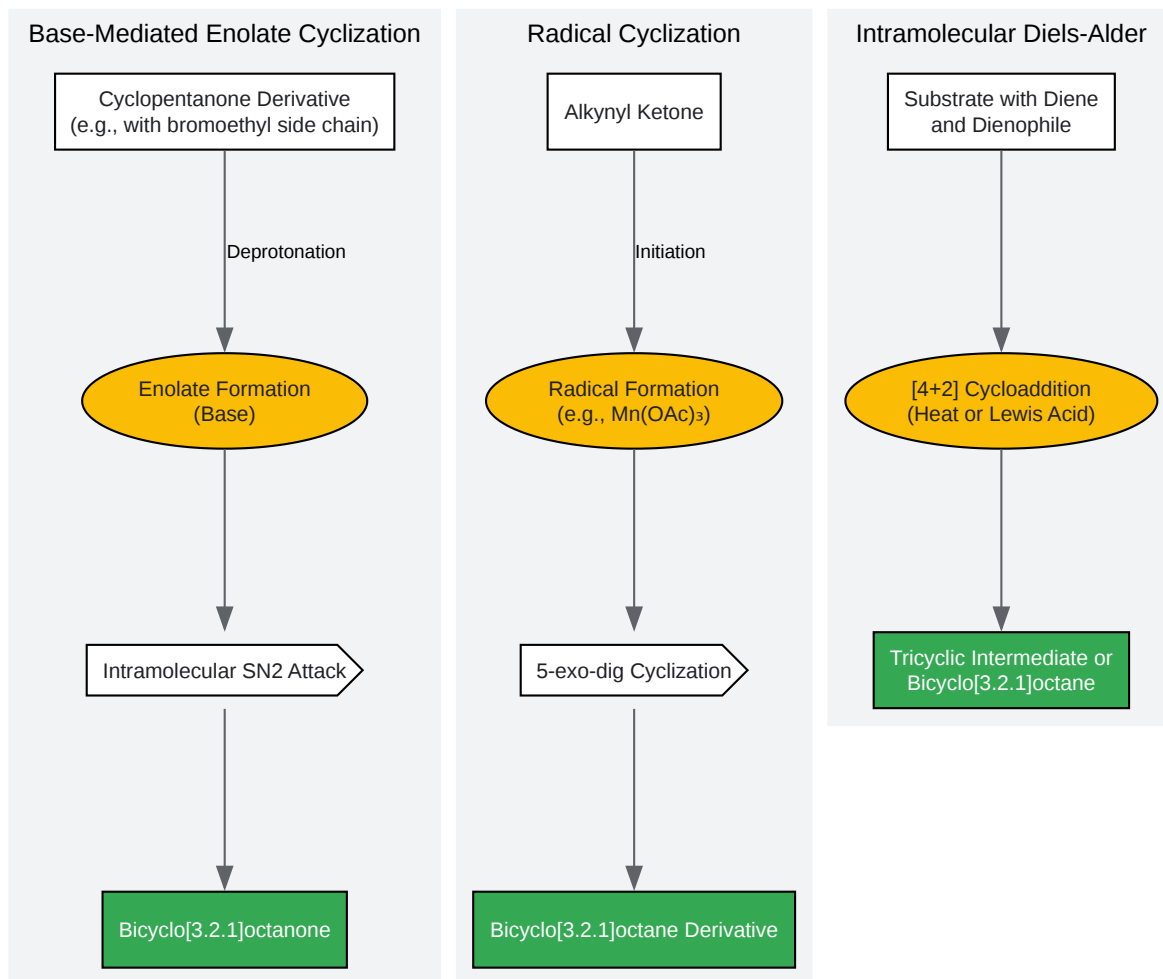 Base-Mediated Enolate Cyclization
Cyclopentanone Derivative
(e.g., with bromoethyl side chain)
Deprotonation
Enolate Formation
(Base)
Intramolecular SN2 Attack
Bicyclo[3.2.1]octanone
Radical Cyclization
Alkynyl Ketone
Initiation
Radical Formation
(e.g., Mn(OAc)₃)
5-exo-dig Cyclization
Bicyclo[3.2.1]octane Derivative
Intramolecular Diels-Alder
Substrate with Diene
and Dienophile
[4+2] Cycloaddition
(Heat or Lewis Acid)
Tricyclic Intermediate or
Bicyclo[3.2.1]octane